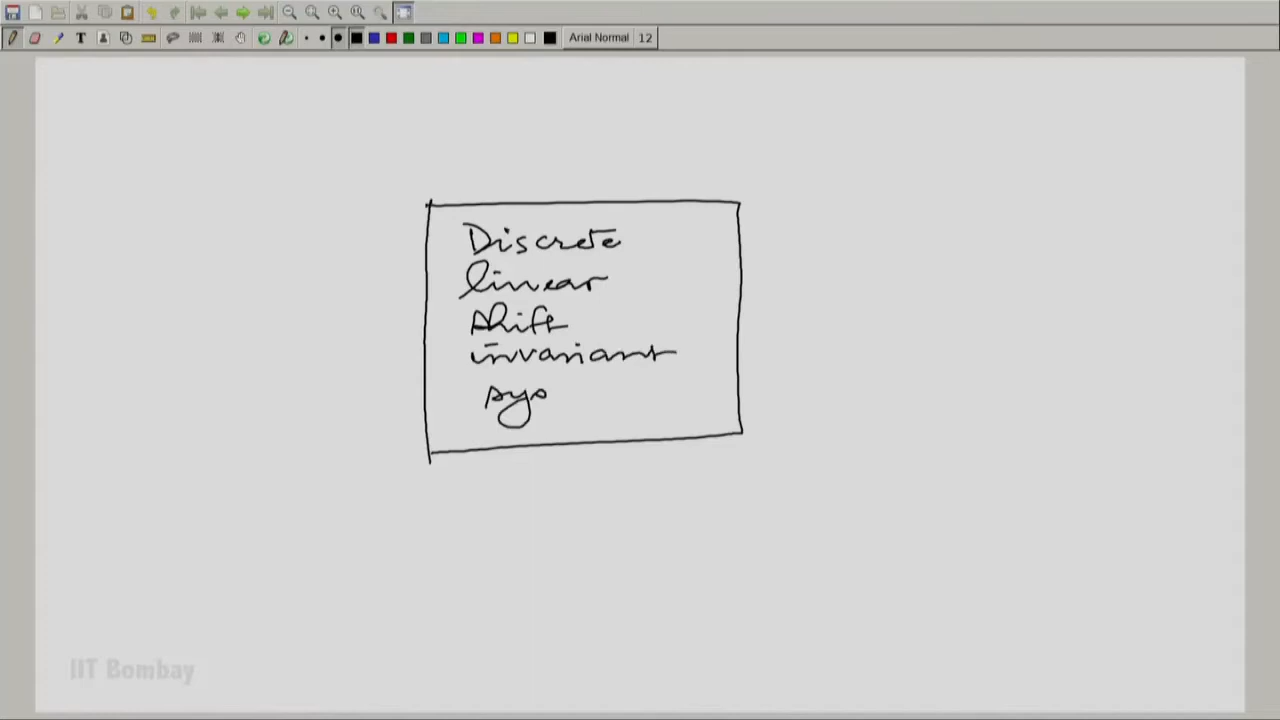 Arial Normal 12
Discrete
linear
shift
invariant
sys
IIT Bombay